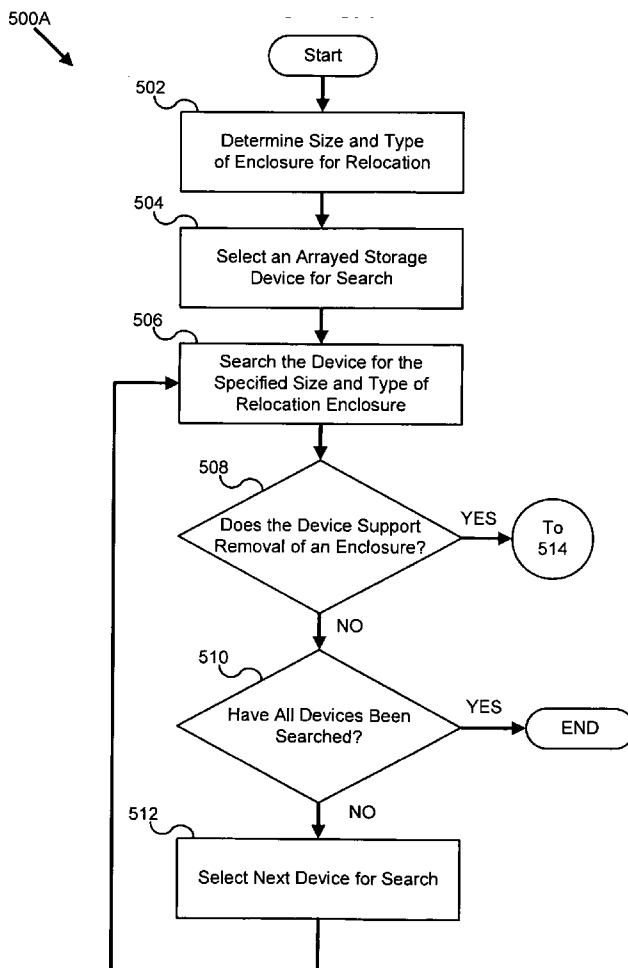 500A
Start
502
Determine Size and Type
of Enclosure for Relocation
504
Select an Arrayed Storage
Device for Search
506
Search the Device for the
Specified Size and Type of
Relocation Enclosure
508
Does the Device Support
Removal of an Enclosure?
YES
To
514
NO
510
Have All Devices Been
Searched?
YES
END
NO
512
Select Next Device for Search